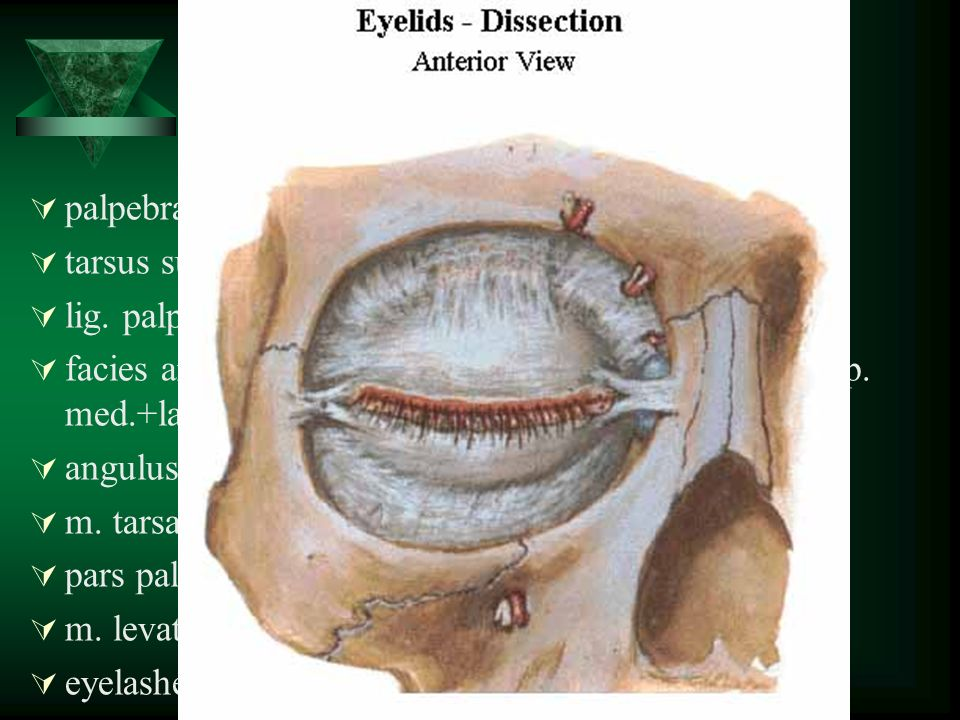 Eyelids - Dissection
Anterior View
palpebra
tarsus su
lig. palp
facies a p.
med.+la
angulus
m. tarsa
pars pal
m. levat
eyelashe